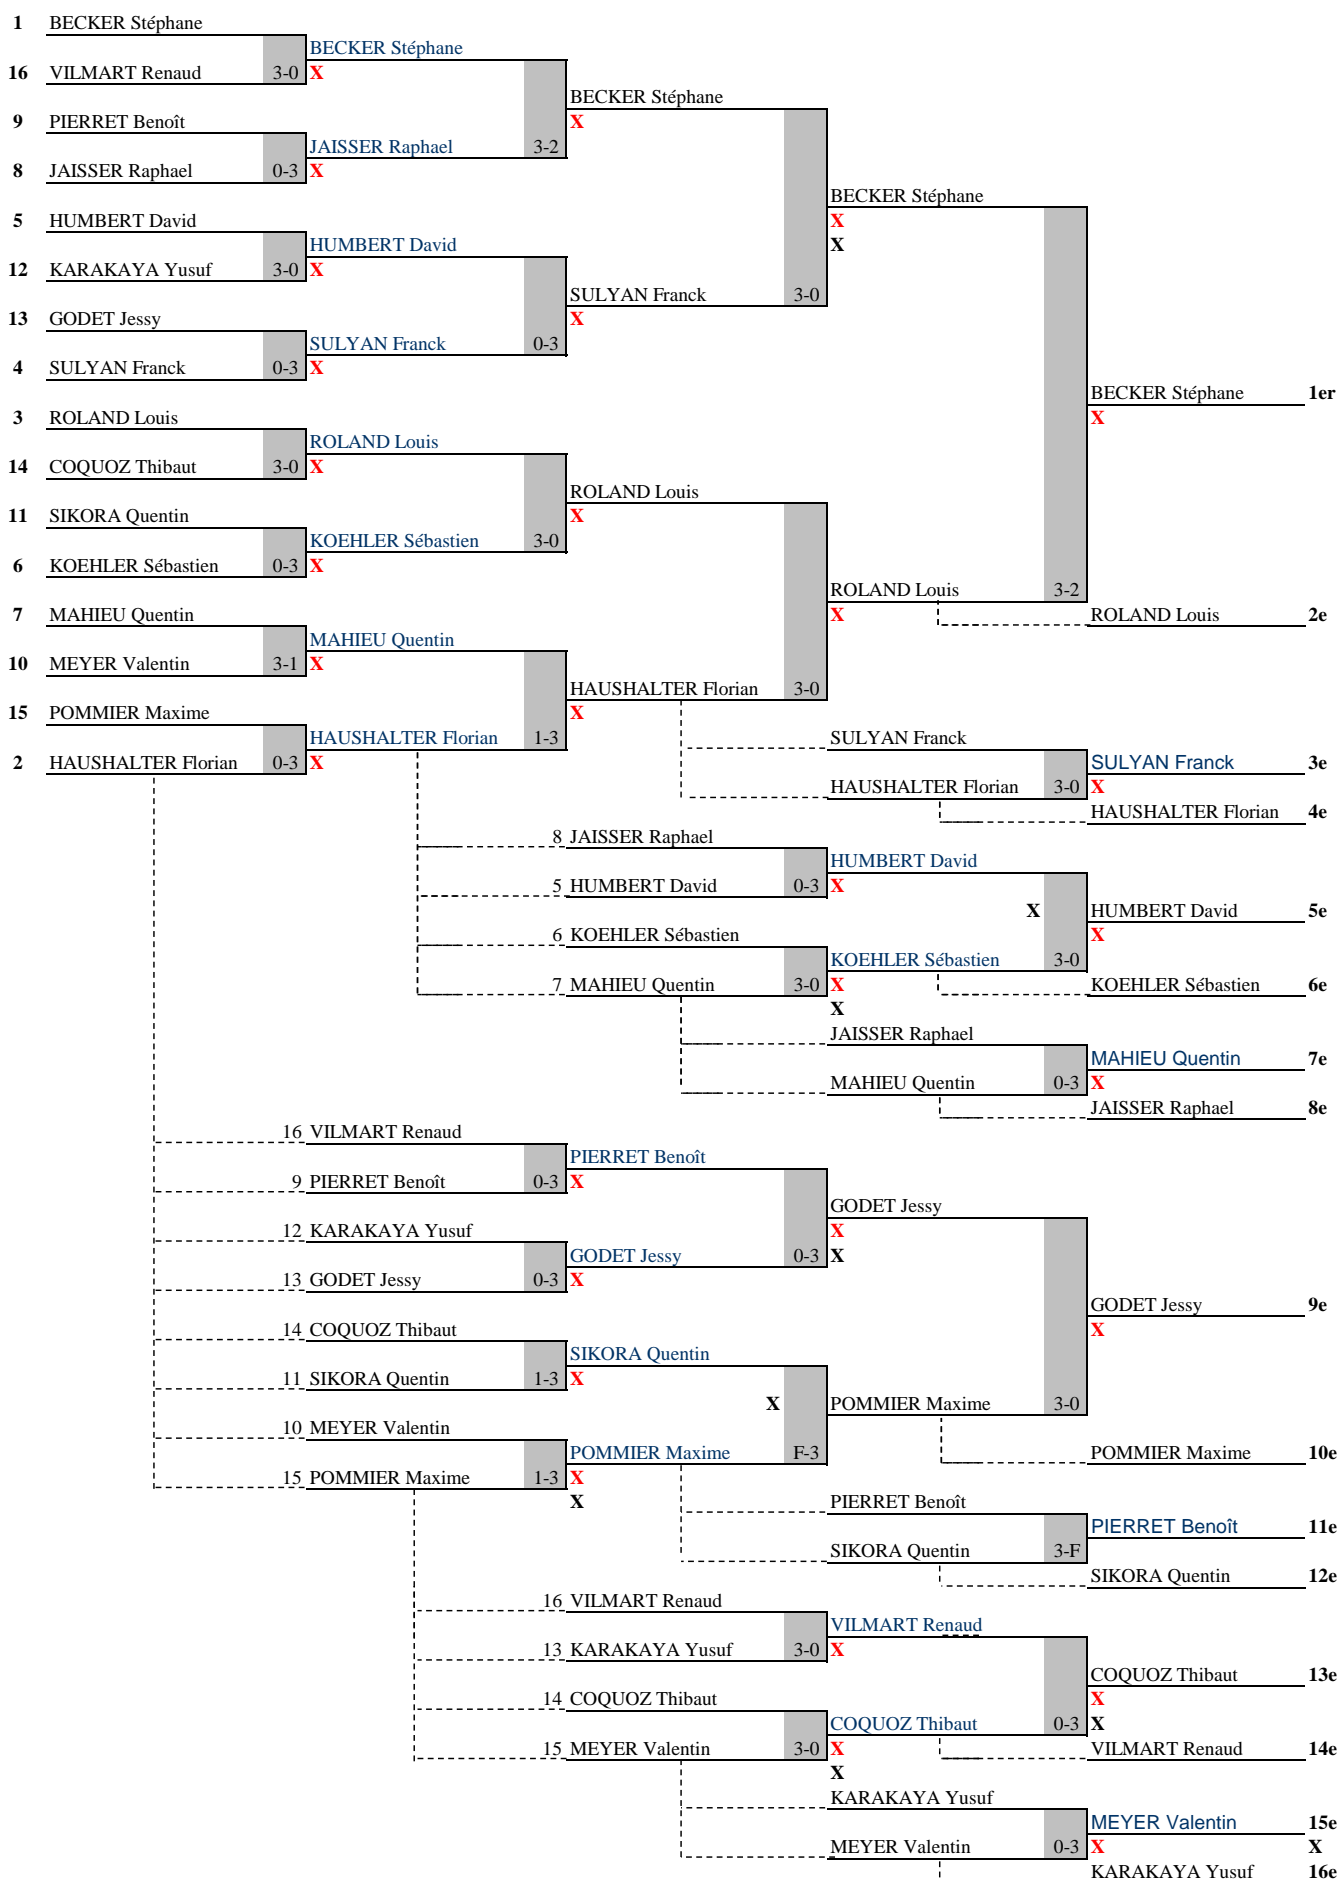 1 BECKER Stéphane
BECKER Stéphane
16 VILMART Renaud 3-0 X
BECKER Stéphane
9 PIERRET Benoît X
JAISSER Raphael 3-2
8 JAISSER Raphael 0-3 X
BECKER Stéphane
5 HUMBERT David X
HUMBERT David X
12 KARAKAYA Yusuf 3-0 X
SULYAN Franck 3-0
13 GODET Jessy X
SULYAN Franck 0-3
4 SULYAN Franck 0-3 X
BECKER Stéphane 1er
3 ROLAND Louis X
ROLAND Louis
14 COQUOZ Thibaut 3-0 X
ROLAND Louis
11 SIKORA Quentin X
KOEHLER Sébastien 3-0
6 KOEHLER Sébastien 0-3 X
ROLAND Louis 3-2
7 MAHIEU Quentin X ROLAND Louis 2e
MAHIEU Quentin
10 MEYER Valentin 3-1 X
HAUSHALTER Florian 3-0
15 POMMIER Maxime X
HAUSHALTER Florian 1-3 SULYAN Franck
2 HAUSHALTER Florian 0-3 X SULYAN Franck 3e
HAUSHALTER Florian 3-0 X
HAUSHALTER Florian 4e
8 JAISSER Raphael
HUMBERT David
5 HUMBERT David 0-3 X
X HUMBERT David 5e
6 KOEHLER Sébastien X
KOEHLER Sébastien 3-0
7 MAHIEU Quentin 3-0 X KOEHLER Sébastien 6e
X
JAISSER Raphael
MAHIEU Quentin 7e
MAHIEU Quentin 0-3 X
JAISSER Raphael 8e
16 VILMART Renaud
PIERRET Benoît
9 PIERRET Benoît 0-3 X
GODET Jessy
12 KARAKAYA Yusuf X
GODET Jessy 0-3 X
13 GODET Jessy 0-3 X
GODET Jessy 9e
14 COQUOZ Thibaut X
SIKORA Quentin
11 SIKORA Quentin 1-3 X
X POMMIER Maxime 3-0
10 MEYER Valentin
POMMIER Maxime F-3 POMMIER Maxime 10e
15 POMMIER Maxime 1-3 X
X PIERRET Benoît
PIERRET Benoît 11e
SIKORA Quentin 3-F
SIKORA Quentin 12e
16 VILMART Renaud
VILMART Renaud
13 KARAKAYA Yusuf 3-0 X
COQUOZ Thibaut 13e
14 COQUOZ Thibaut X
COQUOZ Thibaut 0-3 X
15 MEYER Valentin 3-0 X VILMART Renaud 14e
X
KARAKAYA Yusuf
MEYER Valentin 15e
MEYER Valentin 0-3 X X
KARAKAYA Yusuf 16e